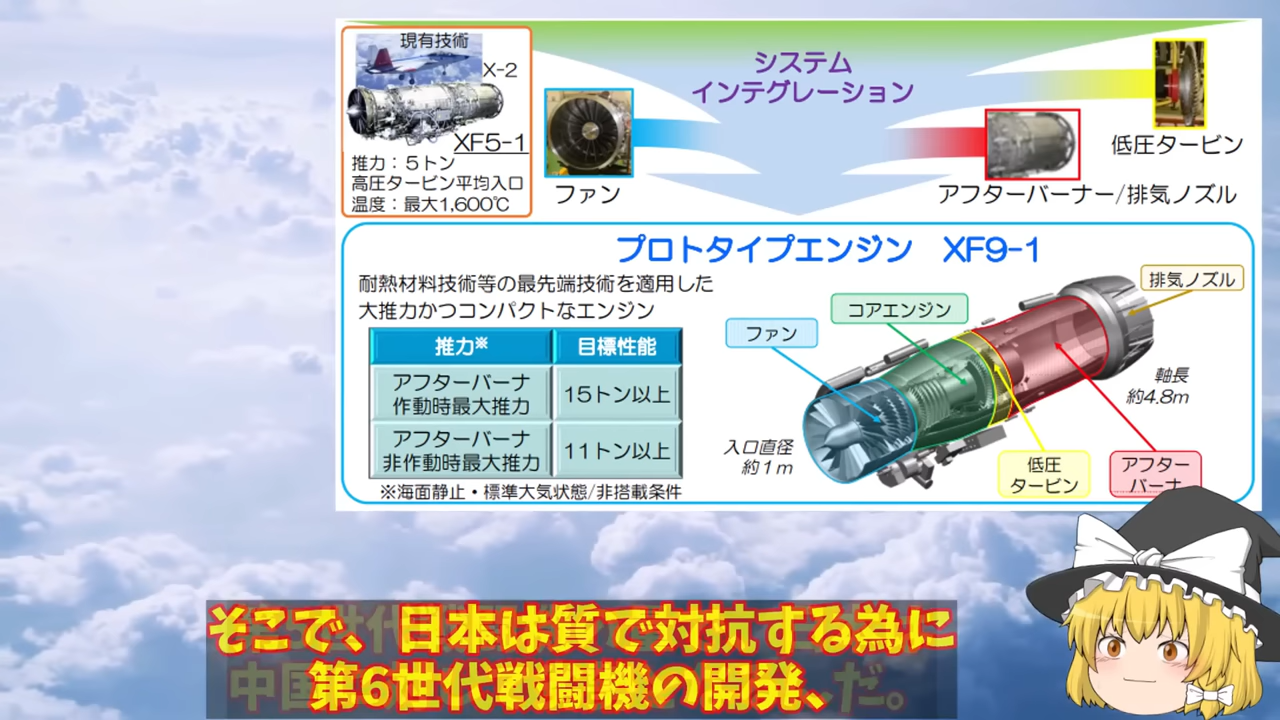 現有技術
X-2
XF5-1
推力：５トン
高圧タービン平均入口
温度：最大1,600℃
システム
インテグレーション
ファン
アフターバーナー/排気ノズル
低圧タービン
プロトタイプエンジン　XF9-1
耐熱材料技術等の最先端技術を適用した
大推力かつコンパクトなエンジン
推力※
目標性能
アフターバーナ
作動時最大推力
15トン以上
アフターバーナ
非作動時最大推力
11トン以上
※海面静止・標準大気状態/非搭載条件
ファン
コアエンジン
排気ノズル
入口直径
約１ｍ
軸長
約4.8m
低圧
タービン
アフター
バーナ
そこで、日本は質で対抗する為に
第6世代戦闘機の開発、